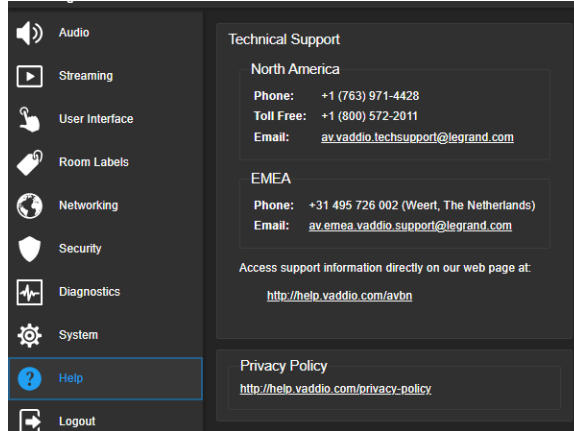 Audio
Streaming
User Interface
Room Labels
Networking
Security
Diagnostics
System
Help
Logout
Technical Support
North America
Phone: +1 (763) 971-4428
Toll Free: +1 (800) 572-2011
Email: av.vaddio.techsupport@legrand.com
EMEA
Phone: +31 495 726 002 (Weert, The Netherlands)
Email: av.emea.vaddio.support@legrand.com
Access support information directly on our web page at:
http://help.vaddio.com/avbn
Privacy Policy
http://help.vaddio.com/privacy-policy